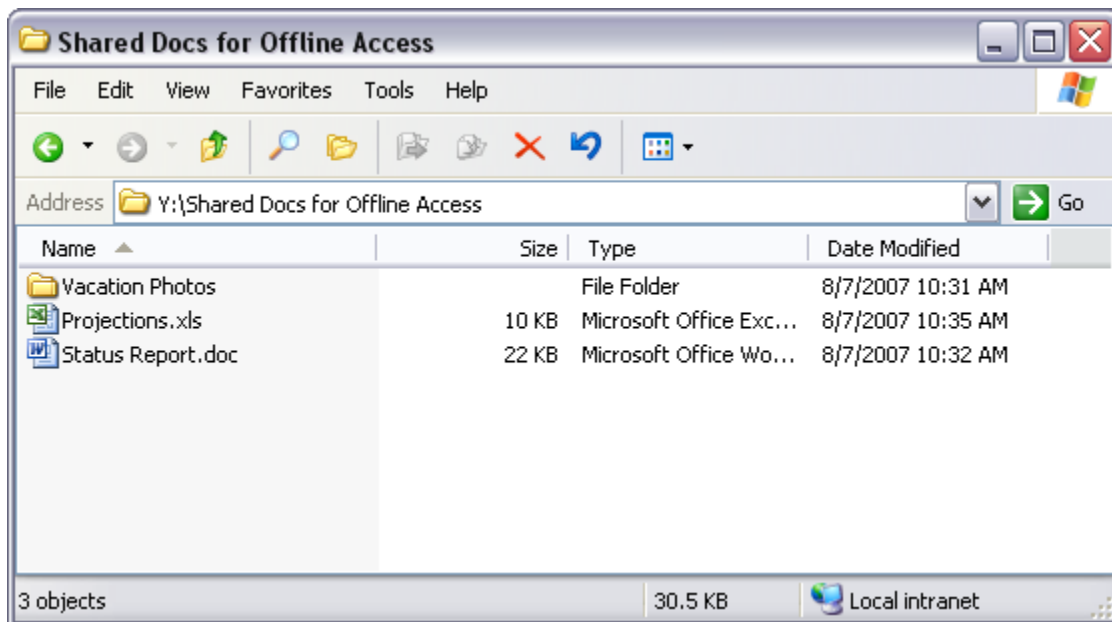 Shared Docs for Offline Access
File Edit View Favorites Tools Help
Address Y:\Shared Docs for Offline Access Go
Name Size Type Date Modified
Vacation Photos File Folder 8/7/2007 10:31 AM
Projections.xls 10 KB Microsoft Office Exc... 8/7/2007 10:35 AM
Status Report.doc 22 KB Microsoft Office Wo... 8/7/2007 10:32 AM
3 objects 30.5 KB Local intranet